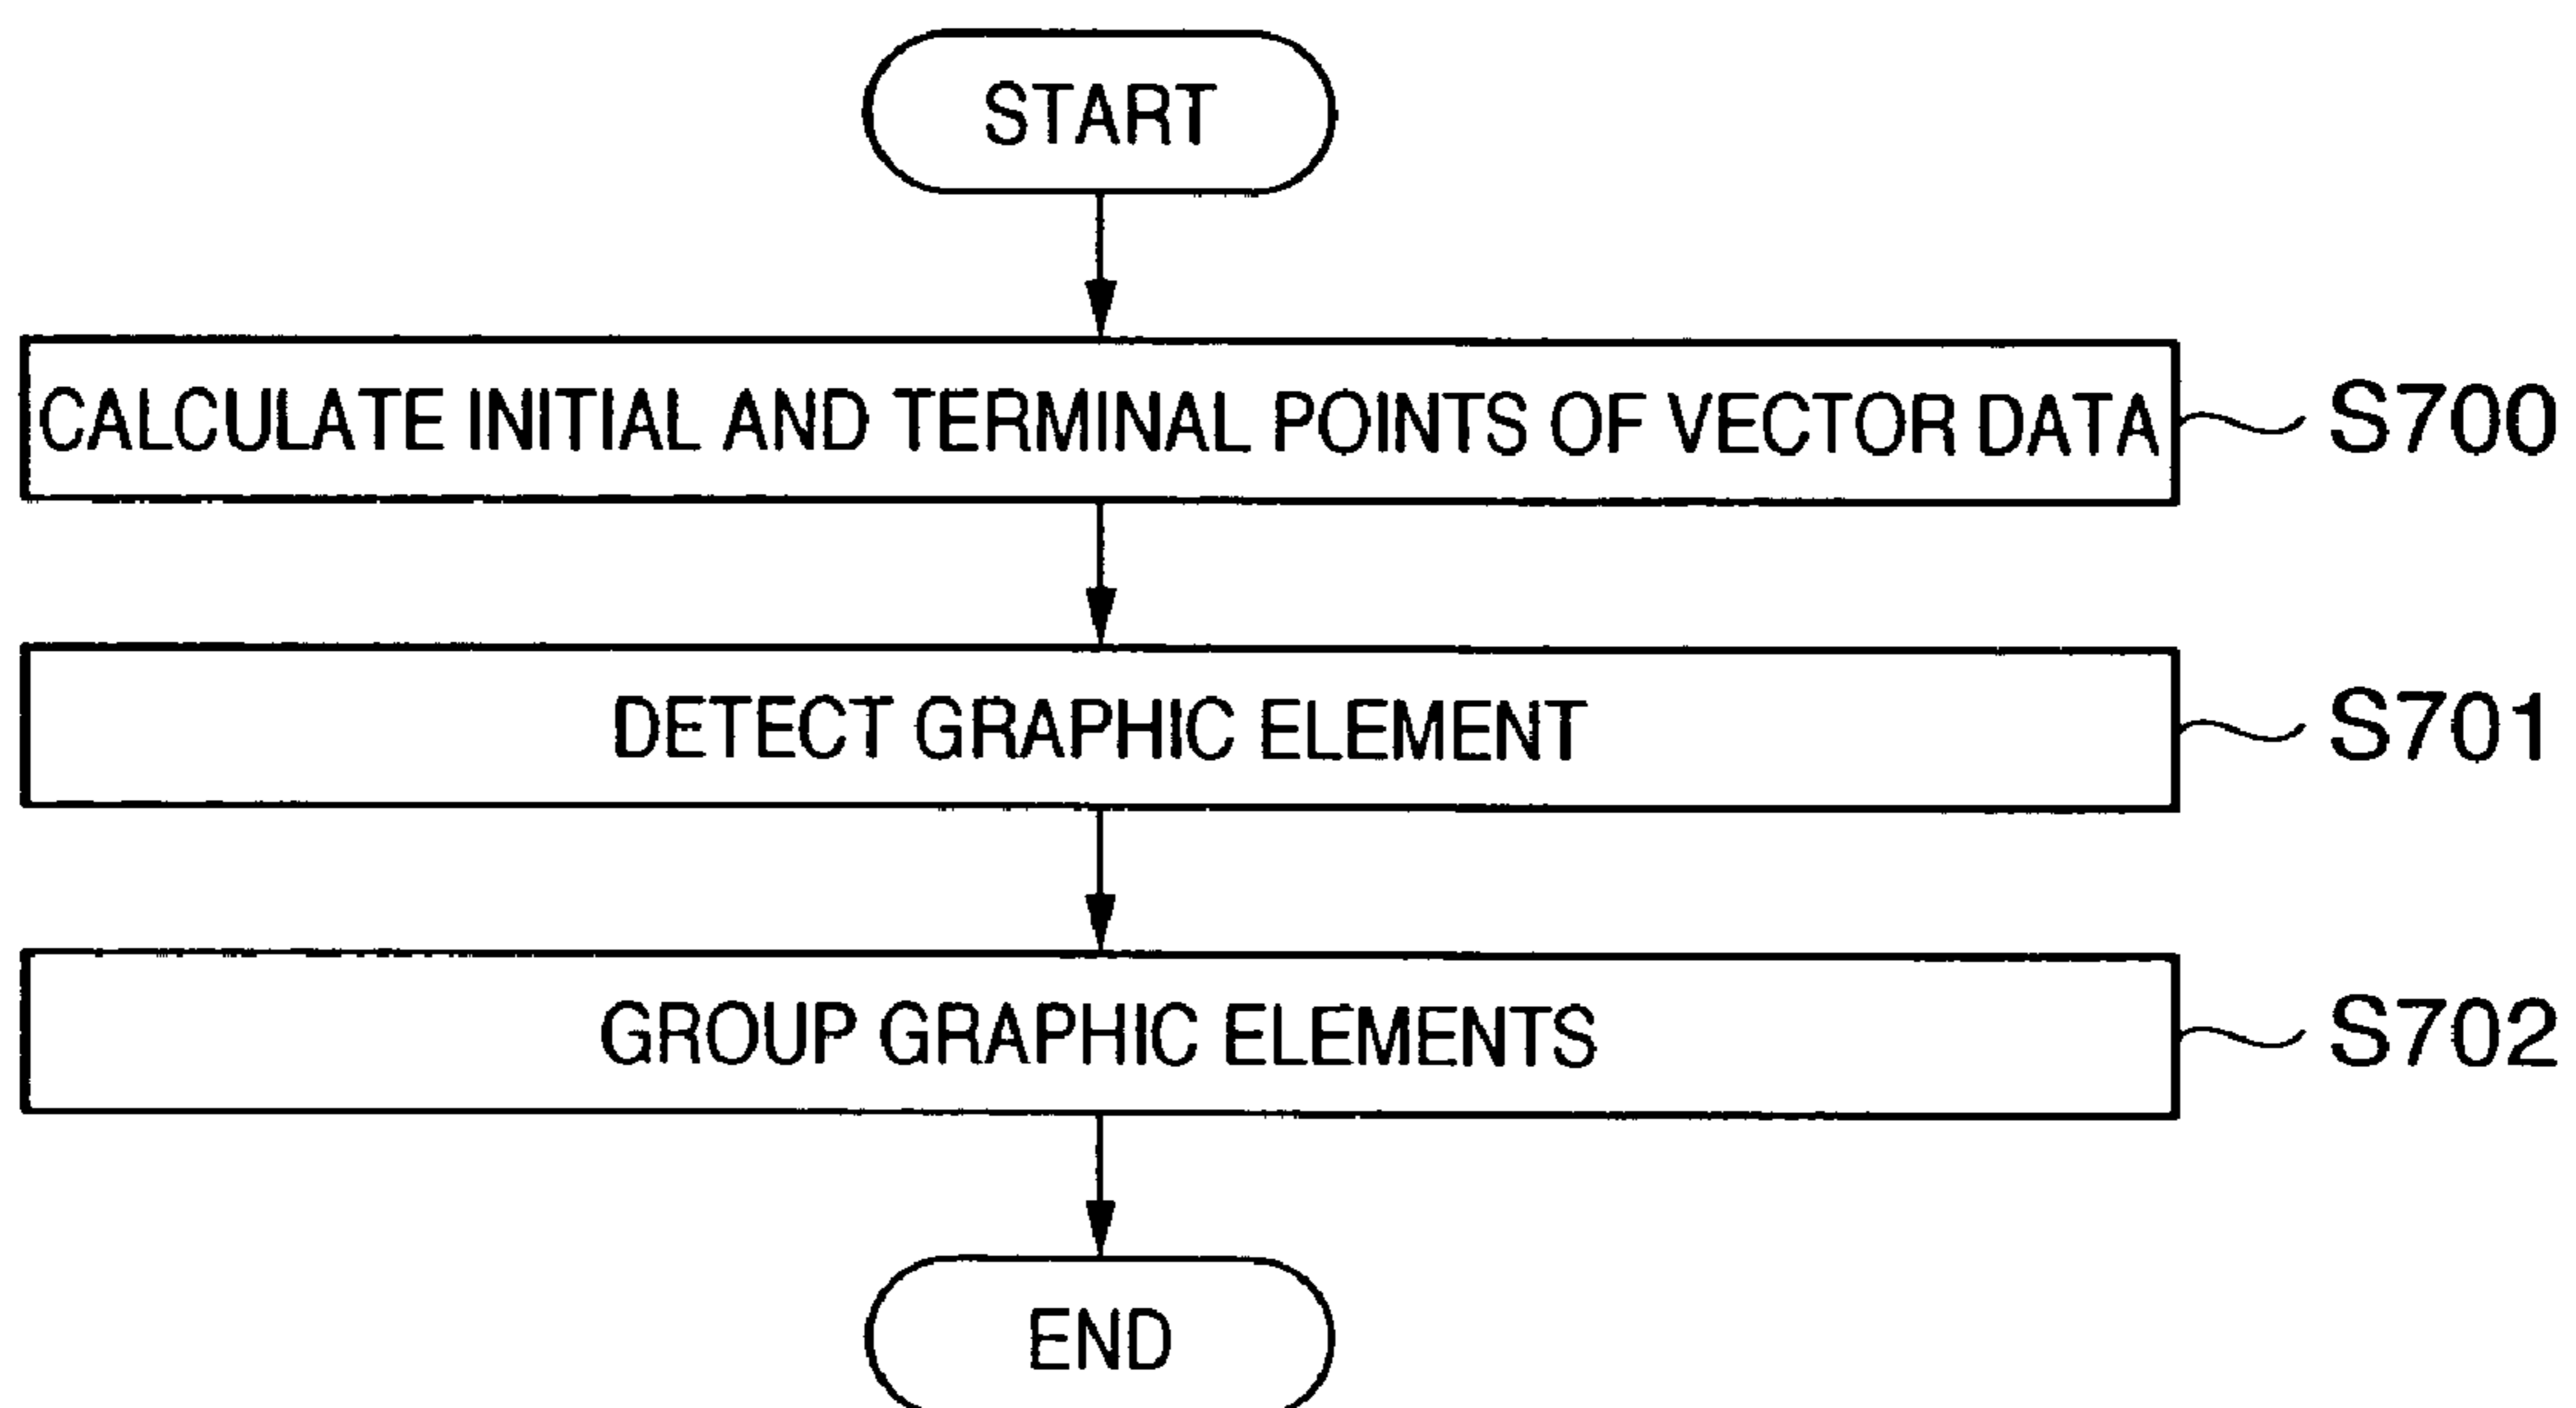 START
CALCULATE INITIAL AND TERMINAL POINTS OF VECTOR DATA S700
DETECT GRAPHIC ELEMENT S701
GROUP GRAPHIC ELEMENTS S702
END